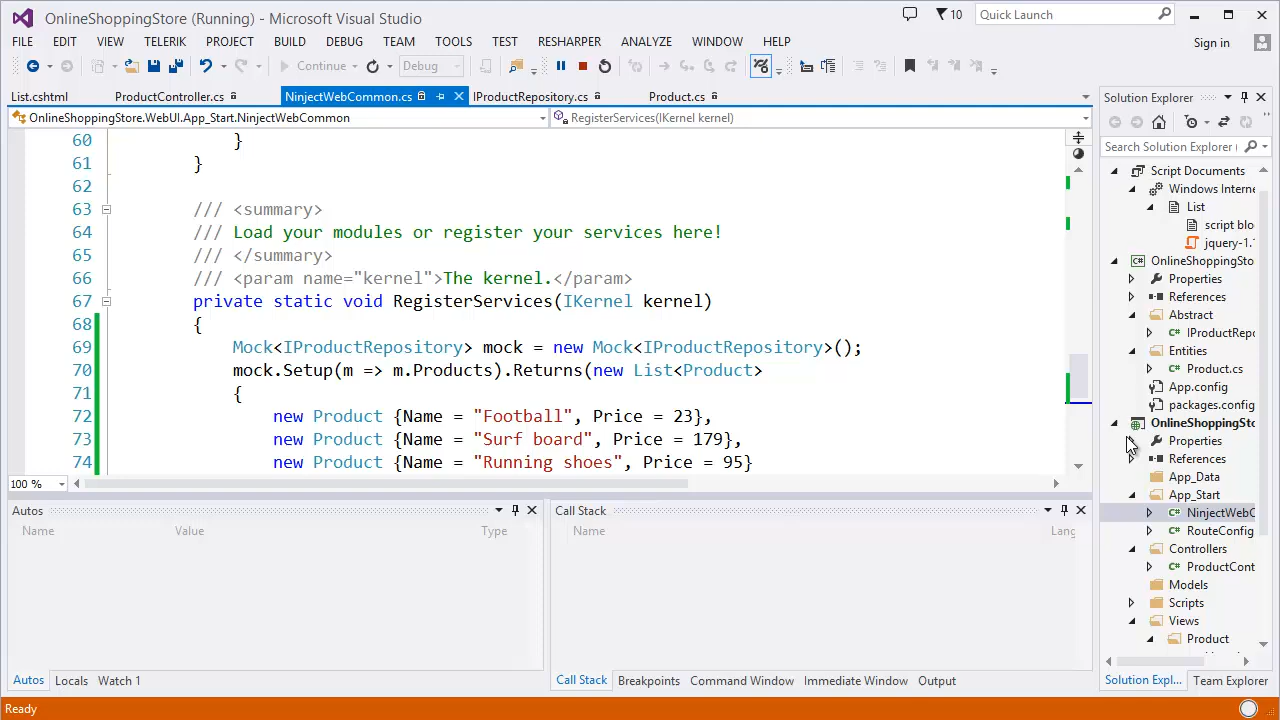 OnlineShoppingStore (Running) - Microsoft Visual Studio
10
Quick Launch
FILE EDIT VIEW TELERIK PROJECT BUILD DEBUG TEAM TOOLS TEST RESHARPER ANALYZE WINDOW HELP
Sign in
Continue
Debug
List.cshtml ProductController.cs NinjectWebCommon.cs IProductRepository.cs Product.cs
OnlineShoppingStore.WebUI.App_Start.NinjectWebCommon
RegisterServices(IKernel kernel)
60 }
61 }
62
63 /// <summary>
64 /// Load your modules or register your services here!
65 /// </summary>
66 /// <param name="kernel">The kernel.</param>
67 private static void RegisterServices(IKernel kernel)
68 {
69 Mock<IProductRepository> mock = new Mock<IProductRepository>();
70 mock.Setup(m => m.Products).Returns(new List<Product>
71 {
72 new Product {Name = "Football", Price = 23},
73 new Product {Name = "Surf board", Price = 179},
74 new Product {Name = "Running shoes", Price = 95}
100 %
Autos
Name Value Type
Autos Locals Watch 1
Call Stack
Name Lang
Call Stack Breakpoints Command Window Immediate Window Output
Solution Explorer
Search Solution Explorer (
Script Documents
Windows Interne
List
script blo
jquery-1.
OnlineShoppingSto
Properties
References
Abstract
IProductRepo
Entities
Product.cs
App.config
packages.config
OnlineShoppingSto
Properties
References
App_Data
App_Start
NinjectWebC
RouteConfig
Controllers
ProductCont
Models
Scripts
Views
Product
Solution Expl... Team Explorer
Ready